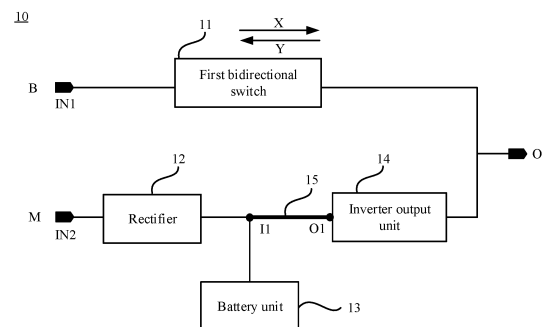 10
11
X
Y
First bidirectional
switch
B
IN1
O
12
15
14
M
IN2
Rectifier
I1
O1
Inverter output
unit
Battery unit
13